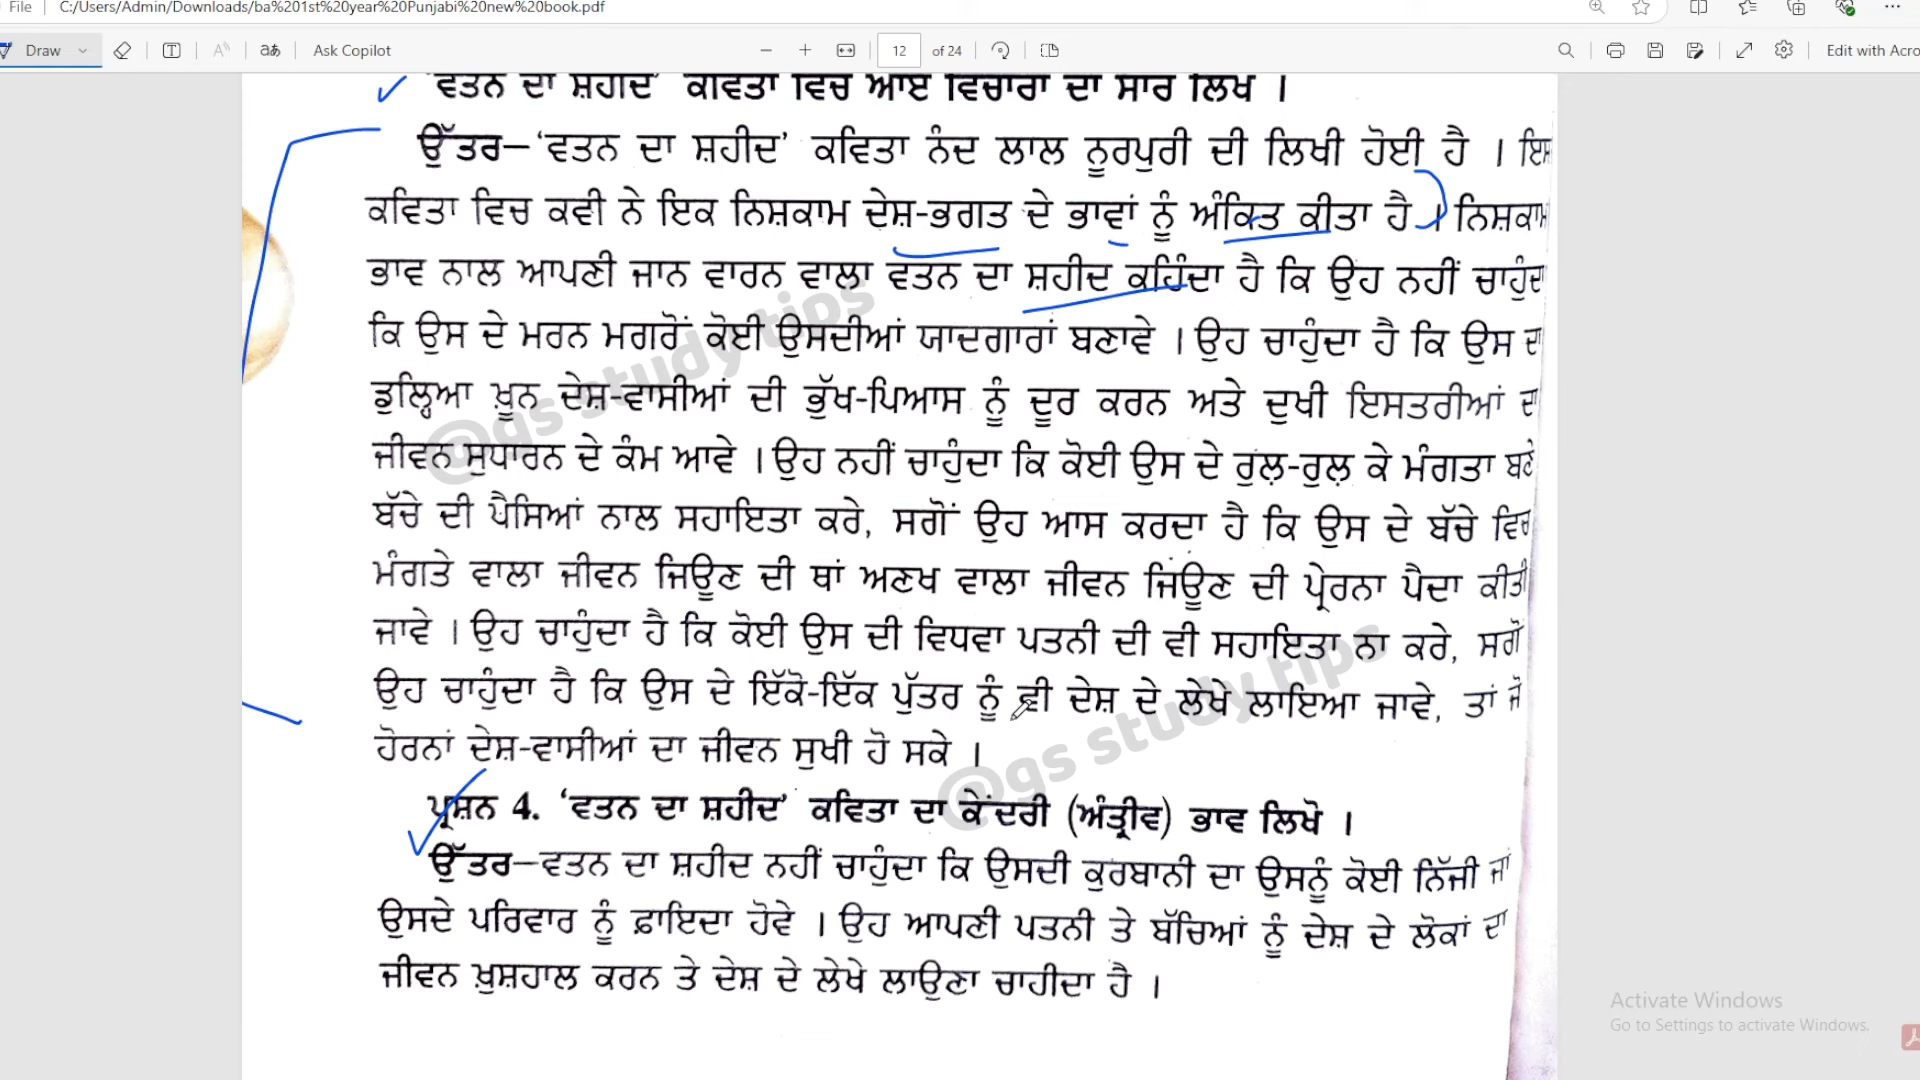 File C:/Users/Admin/Downloads/ba%201st%20year%20Punjabi%20new%20book.pdf
Draw aあ Ask Copilot 12 of 24 Edit with Acro
'ਵਤਨ ਦਾ ਸ਼ਹੀਦ' ਕਵਿਤਾ ਵਿਚ ਆਏ ਵਿਚਾਰਾਂ ਦਾ ਸਾਰ ਲਿਖੋ ।
ਉੱਤਰ—'ਵਤਨ ਦਾ ਸ਼ਹੀਦ' ਕਵਿਤਾ ਨੰਦ ਲਾਲ ਨੂਰਪੁਰੀ ਦੀ ਲਿਖੀ ਹੋਈ ਹੈ । ਇਸ
ਕਵਿਤਾ ਵਿਚ ਕਵੀ ਨੇ ਇਕ ਨਿਸ਼ਕਾਮ ਦੇਸ਼-ਭਗਤ ਦੇ ਭਾਵਾਂ ਨੂੰ ਅੰਕਿਤ ਕੀਤਾ ਹੈ । ਨਿਸ਼ਕਾਮ
ਭਾਵ ਨਾਲ ਆਪਣੀ ਜਾਨ ਵਾਰਨ ਵਾਲਾ ਵਤਨ ਦਾ ਸ਼ਹੀਦ ਕਹਿੰਦਾ ਹੈ ਕਿ ਉਹ ਨਹੀਂ ਚਾਹੁੰਦਾ
ਕਿ ਉਸ ਦੇ ਮਰਨ ਮਗਰੋਂ ਕੋਈ ਉਸਦੀਆਂ ਯਾਦਗਾਰਾਂ ਬਣਾਵੇ । ਉਹ ਚਾਹੁੰਦਾ ਹੈ ਕਿ ਉਸ ਦਾ
ਡੁਲ੍ਹਿਆ ਖ਼ੂਨ ਦੇਸ਼-ਵਾਸੀਆਂ ਦੀ ਭੁੱਖ-ਪਿਆਸ ਨੂੰ ਦੂਰ ਕਰਨ ਅਤੇ ਦੁਖੀ ਇਸਤਰੀਆਂ ਦਾ
ਜੀਵਨ ਸੁਧਾਰਨ ਦੇ ਕੰਮ ਆਵੇ । ਉਹ ਨਹੀਂ ਚਾਹੁੰਦਾ ਕਿ ਕੋਈ ਉਸ ਦੇ ਰੁਲ਼-ਰੁਲ਼ ਕੇ ਮੰਗਤਾ ਬਣੇ
ਬੱਚੇ ਦੀ ਪੈਸਿਆਂ ਨਾਲ ਸਹਾਇਤਾ ਕਰੇ, ਸਗੋਂ ਉਹ ਆਸ ਕਰਦਾ ਹੈ ਕਿ ਉਸ ਦੇ ਬੱਚੇ ਵਿਚ
ਮੰਗਤੇ ਵਾਲਾ ਜੀਵਨ ਜਿਊਣ ਦੀ ਥਾਂ ਅਣਖ ਵਾਲਾ ਜੀਵਨ ਜਿਊਣ ਦੀ ਪ੍ਰੇਰਨਾ ਪੈਦਾ ਕੀਤੀ
ਜਾਵੇ । ਉਹ ਚਾਹੁੰਦਾ ਹੈ ਕਿ ਕੋਈ ਉਸ ਦੀ ਵਿਧਵਾ ਪਤਨੀ ਦੀ ਵੀ ਸਹਾਇਤਾ ਨਾ ਕਰੇ, ਸਗੋਂ
ਉਹ ਚਾਹੁੰਦਾ ਹੈ ਕਿ ਉਸ ਦੇ ਇੱਕੋ-ਇੱਕ ਪੁੱਤਰ ਨੂੰ ਵੀ ਦੇਸ਼ ਦੇ ਲੇਖੇ ਲਾਇਆ ਜਾਵੇ, ਤਾਂ ਜੋ
ਹੋਰਨਾਂ ਦੇਸ਼-ਵਾਸੀਆਂ ਦਾ ਜੀਵਨ ਸੁਖੀ ਹੋ ਸਕੇ ।
@gs study tips
@gs study tips
ਪ੍ਰਸ਼ਨ 4. 'ਵਤਨ ਦਾ ਸ਼ਹੀਦ' ਕਵਿਤਾ ਦਾ ਕੇਂਦਰੀ (ਅੰਤ੍ਰੀਵ) ਭਾਵ ਲਿਖੋ ।
ਉੱਤਰ—ਵਤਨ ਦਾ ਸ਼ਹੀਦ ਨਹੀਂ ਚਾਹੁੰਦਾ ਕਿ ਉਸਦੀ ਕੁਰਬਾਨੀ ਦਾ ਉਸਨੂੰ ਕੋਈ ਨਿੱਜੀ ਜਾਂ
ਉਸਦੇ ਪਰਿਵਾਰ ਨੂੰ ਫ਼ਾਇਦਾ ਹੋਵੇ । ਉਹ ਆਪਣੀ ਪਤਨੀ ਤੇ ਬੱਚਿਆਂ ਨੂੰ ਦੇਸ਼ ਦੇ ਲੋਕਾਂ ਦਾ
ਜੀਵਨ ਖ਼ੁਸ਼ਹਾਲ ਕਰਨ ਤੇ ਦੇਸ਼ ਦੇ ਲੇਖੇ ਲਾਉਣਾ ਚਾਹੀਦਾ ਹੈ ।
Activate Windows
Go to Settings to activate Windows.